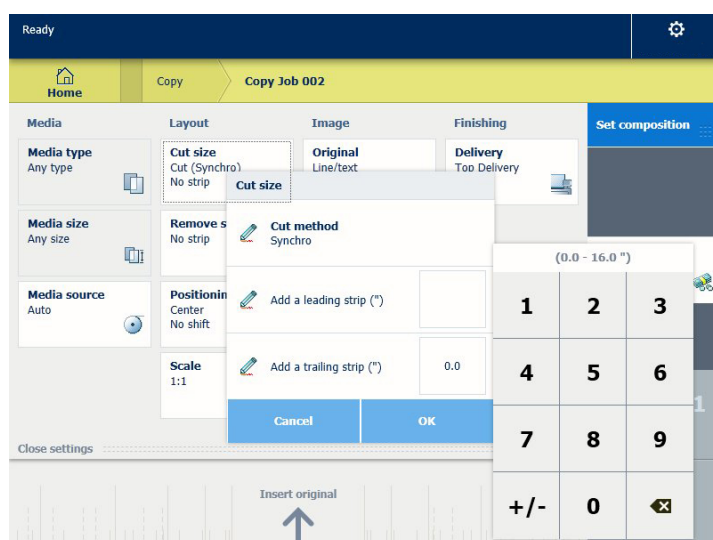 Ready
Home
Copy
Copy Job 002
Media
Layout
Image
Finishing
Set composition
Media type
Any type
Cut size
Cut (Synchro)
No strip
Original
Line/text
Delivery
Top Delivery
Cut size
Media size
Any size
Remove s
No strip
Cut method
Synchro
(0.0 - 16.0 ")
Media source
Auto
Positionin
Center
No shift
Add a leading strip (")
1 2 3
Scale
1:1
Add a trailing strip (")
0.0
4 5 6
1
Cancel
OK
Close settings
7 8 9
Insert original
+/- 0